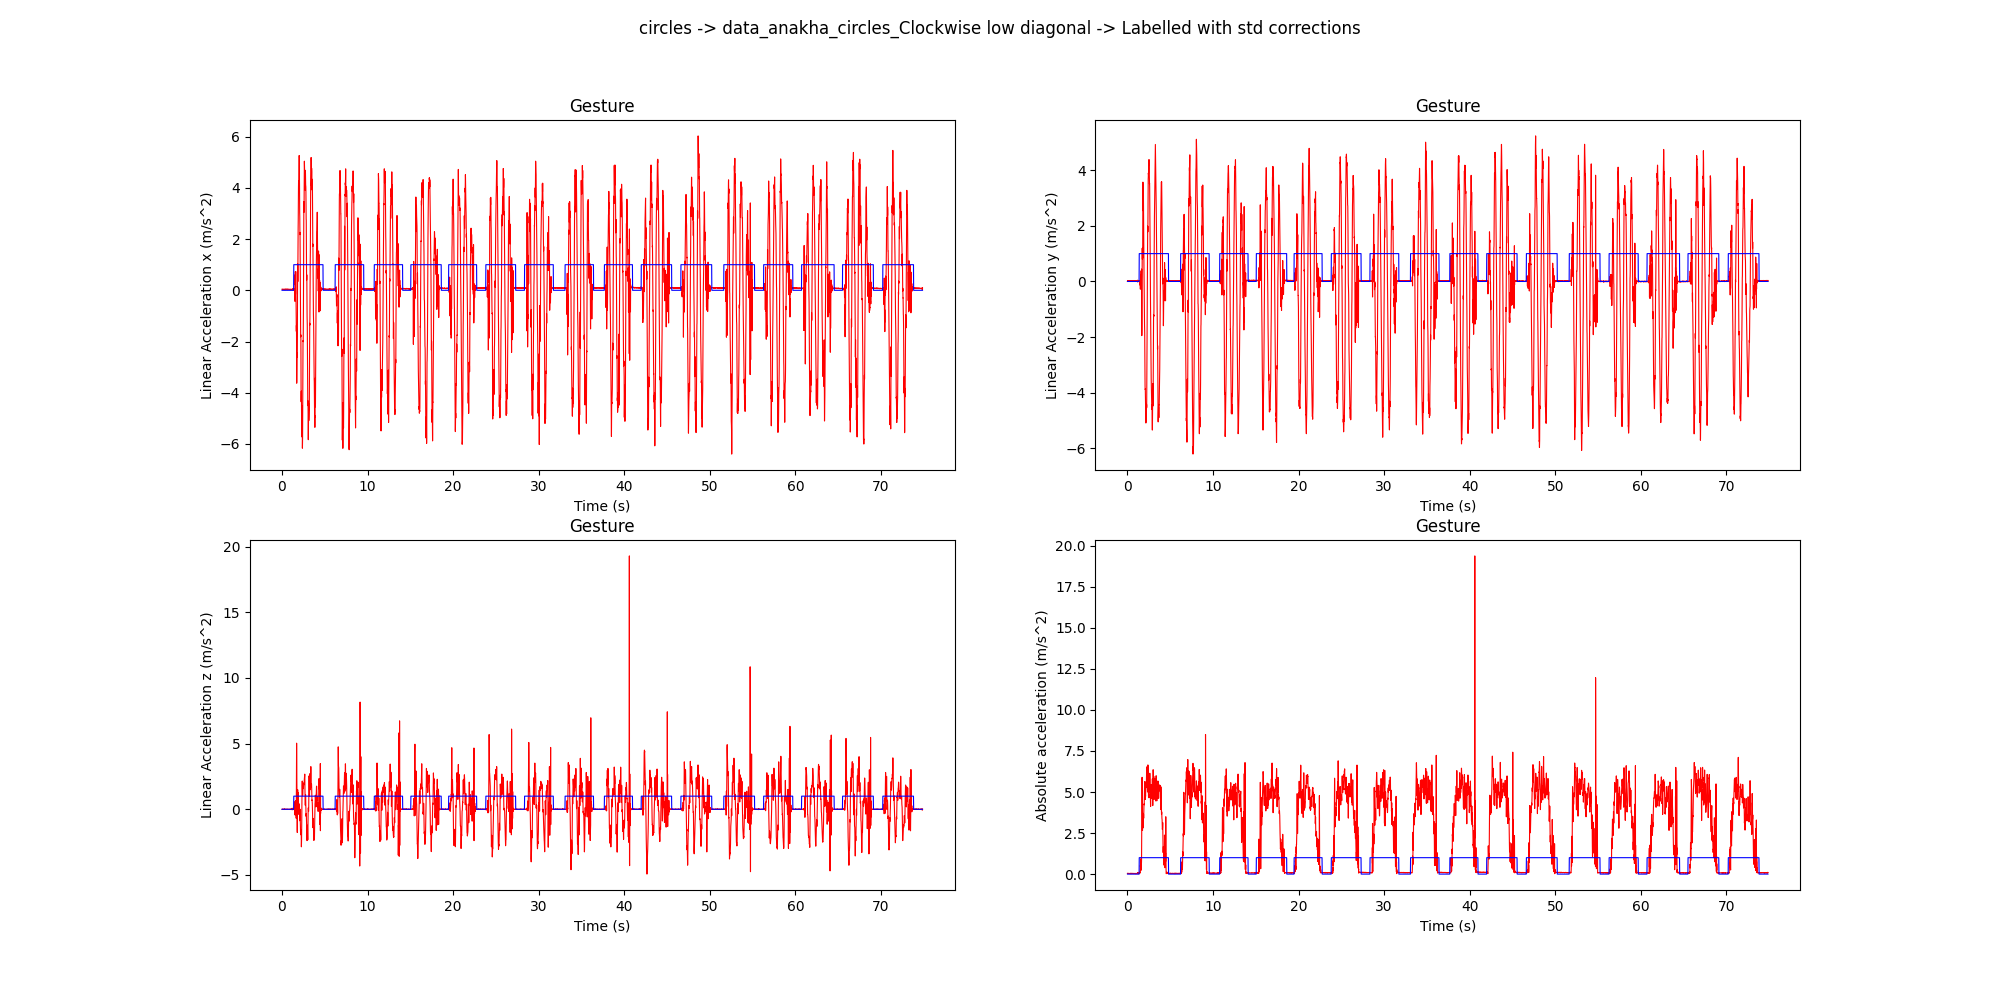 circles -> data_anakha_circles_Clockwise low diagonal -> Labelled with std corrections
Gesture
Linear Acceleration x (m/s^2)
6
4
2
0
−2
−4
−6
0 10 20 30 40 50 60 70
Time (s)
Gesture
Linear Acceleration y (m/s^2)
4
2
0
−2
−4
−6
0 10 20 30 40 50 60 70
Time (s)
Gesture
Linear Acceleration z (m/s^2)
20
15
10
5
0
−5
0 10 20 30 40 50 60 70
Time (s)
Gesture
Absolute acceleration (m/s^2)
20.0
17.5
15.0
12.5
10.0
7.5
5.0
2.5
0.0
0 10 20 30 40 50 60 70
Time (s)